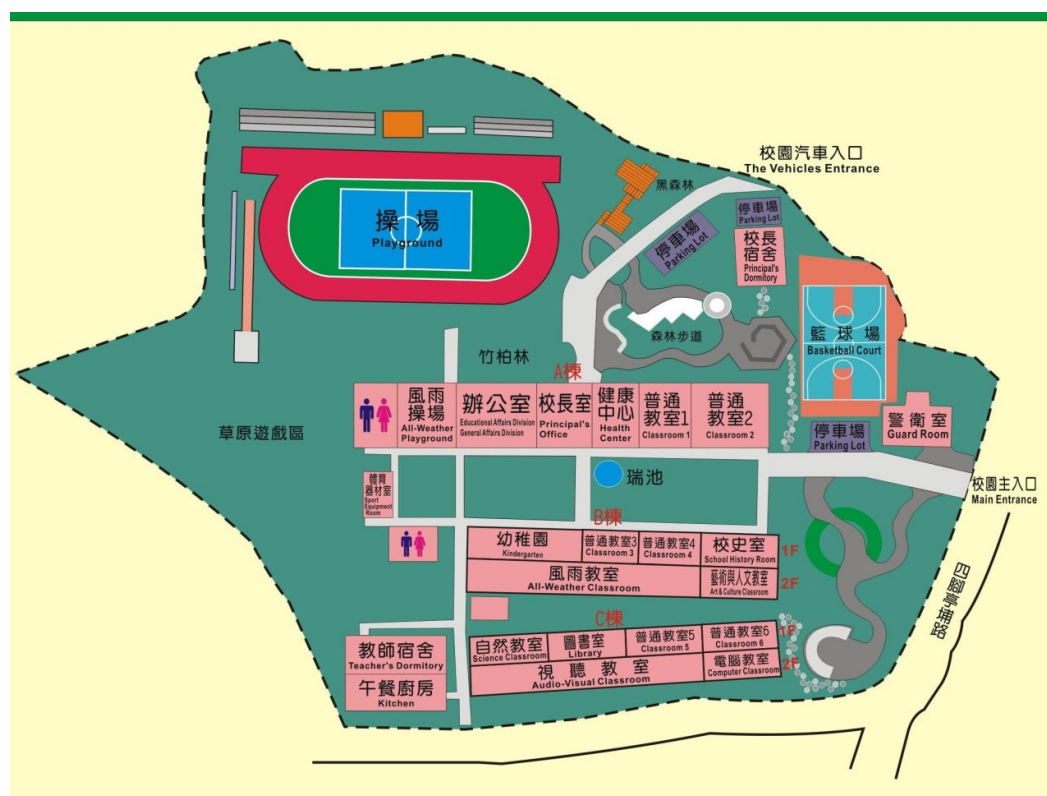 校園汽車入口
The Vehicles Entrance
黑森林
停車場
Parking Lot
停車場
Parking Lot
校長
宿舍
Principal's
Dormitory
操場
Playground
森林步道
籃球場
Basketball Court
竹柏林
A棟
風雨
操場
All-Weather
Playground
辦公室
Educational Affairs Division
General Affairs Division
校長室
Principal's
Office
健康
中心
Health
Center
普通
教室1
Classroom 1
普通
教室2
Classroom 2
草原遊戲區
停車場
Parking Lot
警衛室
Guard Room
體育
器材室
Sport
Equipment
Room
瑞池
校園主入口
Main Entrance
B棟
幼稚園
Kindergarten
普通教室3
Classroom 3
普通教室4
Classroom 4
校史室
School History Room
1F
風雨教室
All-Weather Classroom
藝術與人文教室
Art & Culture Classroom
2F
四腳亭埔路
C棟
自然教室
Science Classroom
圖書室
Library
普通教室5
Classroom 5
普通教室6
Classroom 6
1F
視聽教室
Audio-Visual Classroom
電腦教室
Computer Classroom
2F
教師宿舍
Teacher's Dormitory
午餐廚房
Kitchen